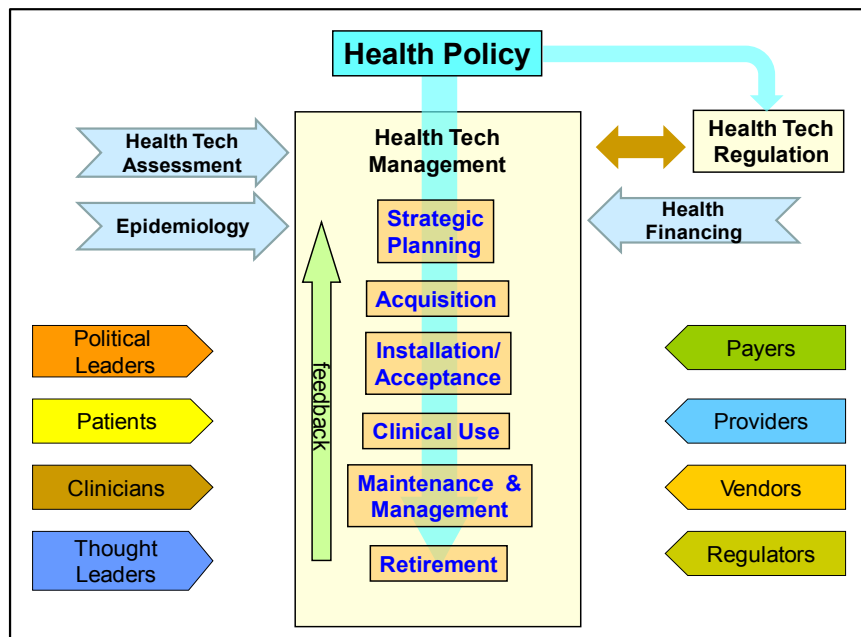 Health Policy
Health Tech
Assessment
Epidemiology
Health Tech
Management
Health Tech
Regulation
Health
Financing
Strategic
Planning
Acquisition
Installation/
Acceptance
Clinical Use
Maintenance &
Management
Retirement
feedback
Political
Leaders
Patients
Clinicians
Thought
Leaders
Payers
Providers
Vendors
Regulators